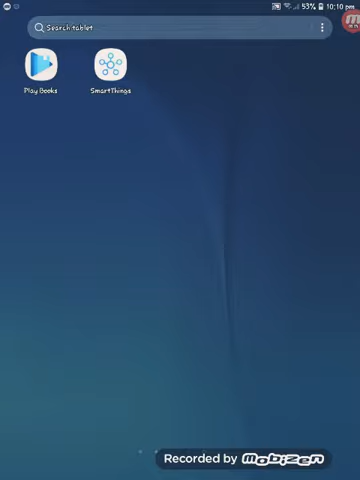 53% 10:10 pm
Search tablet
Play Books
SmartThings
Recorded by Mobizen